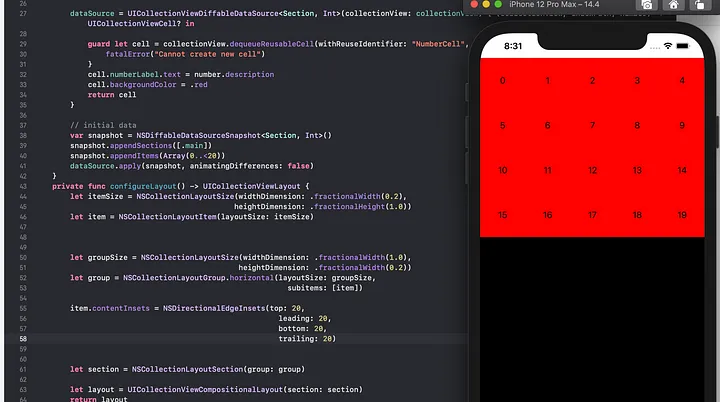 iPhone 12 Pro Max – 14.4
26
27 dataSource = UICollectionViewDiffableDataSource<Section, Int>(collectionView:
UICollectionViewCell? in
28
29 guard let cell = collectionView.dequeueReusableCell(withReuseIdentifier: "NumberCell",
30 fatalError("Cannot create new cell")
31 }
32 cell.numberLabel.text = number.description
33 cell.backgroundColor = .red
34 return cell
35 }
36
37 // initial data
38 var snapshot = NSDiffableDataSourceSnapshot<Section, Int>()
39 snapshot.appendSections([.main])
40 snapshot.appendItems(Array(0..<20))
41 dataSource.apply(snapshot, animatingDifferences: false)
42 }
43 private func configureLayout() -> UICollectionViewLayout {
44 let itemSize = NSCollectionLayoutSize(widthDimension: .fractionalWidth(0.2),
45 heightDimension: .fractionalHeight(1.0))
46 let item = NSCollectionLayoutItem(layoutSize: itemSize)
47
48
49
50 let groupSize = NSCollectionLayoutSize(widthDimension: .fractionalWidth(1.0),
51 heightDimension: .fractionalWidth(0.2))
52 let group = NSCollectionLayoutGroup.horizontal(layoutSize: groupSize,
53 subitems: [item])
54
55 item.contentInsets = NSDirectionalEdgeInsets(top: 20,
56 leading: 20,
57 bottom: 20,
58 trailing: 20)
59
60
61 let section = NSCollectionLayoutSection(group: group)
62
63 let layout = UICollectionViewCompositionalLayout(section: section)
64 return layout
8:31
0 1 2 3 4
5 6 7 8 9
10 11 12 13 14
15 16 17 18 19